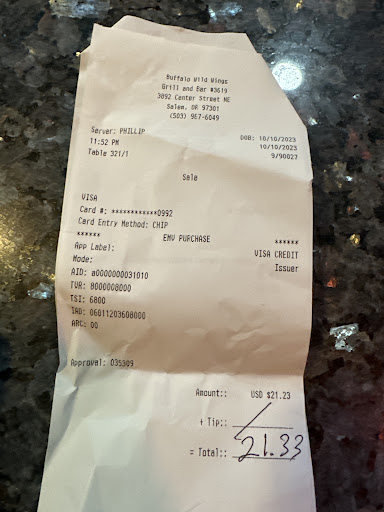 Buffalo Wild Wings
Grill and Bar #3619
3892 Center Street NE
Salem, OR 97301
(503) 967-6049
Server: PHILLIP DOB: 10/10/2023
11:52 PM 10/10/2023
Table 321/1 9/90027
Sale
VISA
Card #: ************0992
Card Entry Method: CHIP
****** EMV PURCHASE ******
App Label: VISA CREDIT
Mode: Issuer
AID: a0000000031010
TVR: 8000008000
TSI: 6800
IAD: 06011203608000
ARC: 00
Approval: 035309
Amount:: USD $21.23
+ Tip::
= Total:: 21.33